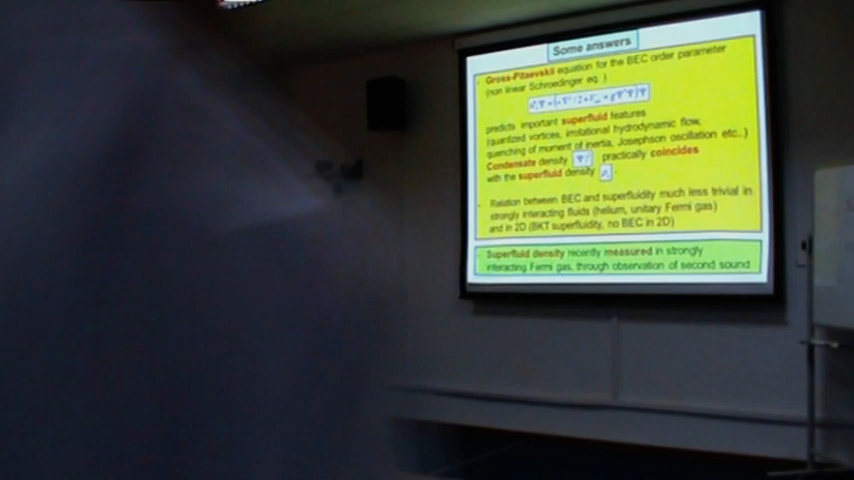 Some answers
- Gross-Pitaevskii equation for the BEC order parameter
(non linear Schroedinger eq. )
predicts important superfluid features
(quantized vortices, irrotational hydrodynamic flow,
quenching of moment of inertia, Josephson oscillation etc..)
Condensate density practically coincides
with the superfluid density
- Relation between BEC and superfluidity much less trivial in
strongly interacting fluids (helium, unitary Fermi gas)
and in 2D (BKT superfluidity, no BEC in 2D)
- Superfluid density recently measured in strongly
interacting Fermi gas, through observation of second sound